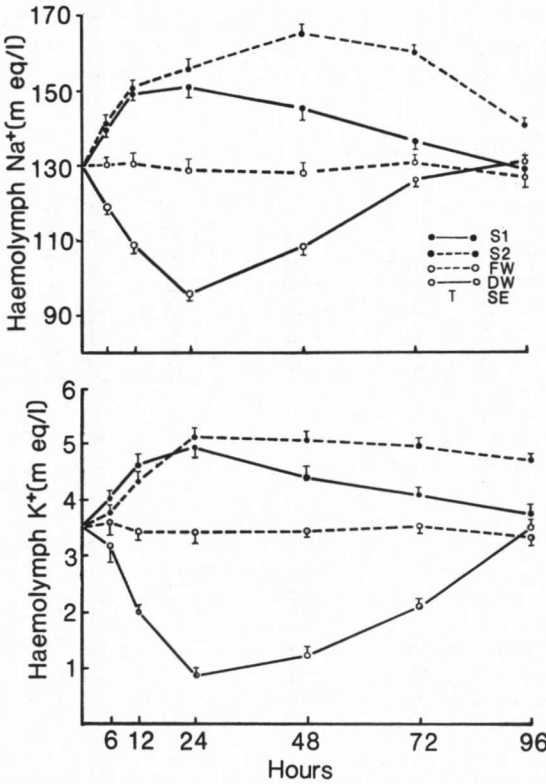 Haemolymph Na⁺(m eq/l)
170
150
130
110
90
S1
S2
FW
DW
SE
Haemolymph K⁺(m eq/l)
6
5
4
3
2
1
6 12 24 48 72 96
Hours